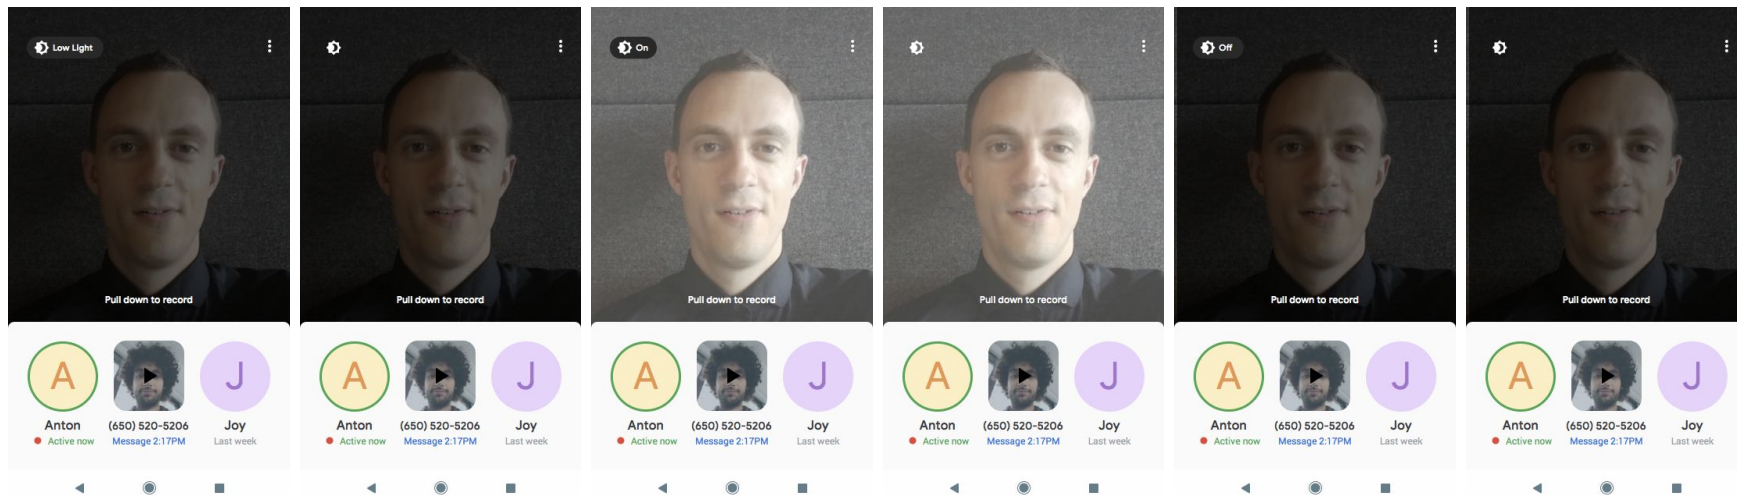 Low Light
Pull down to record
A
J
Anton
(650) 520-5206
Joy
Active now
Message 2:17PM
Last week
Pull down to record
A
J
Anton
(650) 520-5206
Joy
Active now
Message 2:17PM
Last week
On
Pull down to record
A
J
Anton
(650) 520-5206
Joy
Active now
Message 2:17PM
Last week
Pull down to record
A
J
Anton
(650) 520-5206
Joy
Active now
Message 2:17PM
Last week
Off
Pull down to record
A
J
Anton
(650) 520-5206
Joy
Active now
Message 2:17PM
Last week
Pull down to record
A
J
Anton
(650) 520-5206
Joy
Active now
Message 2:17PM
Last week